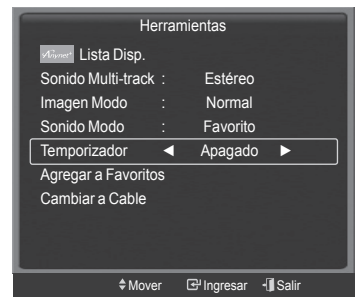 Herramientas
Anynet+ Lista Disp.
Sonido Multi-track : Estéreo
Imagen Modo : Normal
Sonido Modo : Favorito
Temporizador ◄ Apagado ►
Agregar a Favoritos
Cambiar a Cable
Mover Ingresar Salir